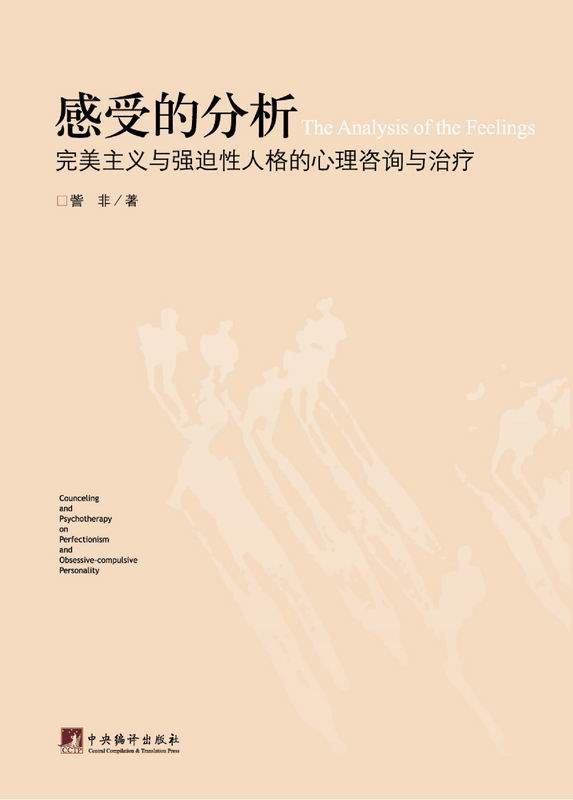 感受的分析 The Analysis of the Feelings
完美主义与强迫性人格的心理咨询与治疗
□訾 非／著
Counceling
and
Psychotherapy
on
Perfectionism
and
Obsessive-compulsive
Personality
CCTP
中央编译出版社
Central Compilation & Translation Press